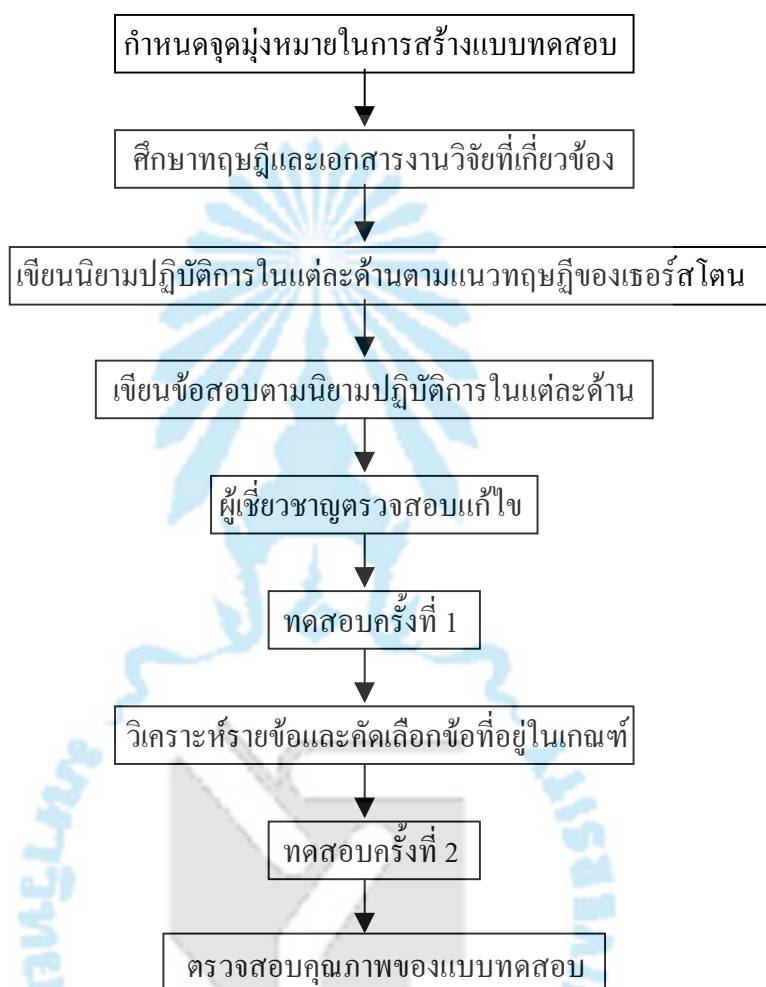 กำหนดจุดมุ่งหมายในการสร้างแบบทดสอบ
ศึกษาทฤษฎีและเอกสารงานวิจัยที่เกี่ยวข้อง
เขียนนิยามปฏิบัติการในแต่ละด้านตามแนวทฤษฎีของเธอร์สโตน
เขียนข้อสอบตามนิยามปฏิบัติการในแต่ละด้าน
ผู้เชี่ยวชาญตรวจสอบแก้ไข
ทดสอบครั้งที่ 1
วิเคราะห์รายข้อและคัดเลือกข้อที่อยู่ในเกณฑ์
ทดสอบครั้งที่ 2
ตรวจสอบคุณภาพของแบบทดสอบ